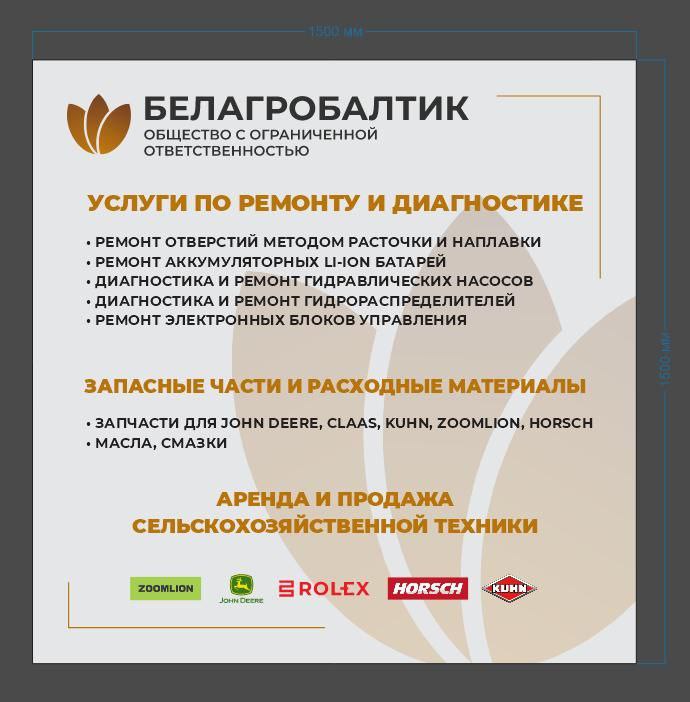 1500 мм
БЕЛАГРОБАЛТИК
ОБЩЕСТВО С ОГРАНИЧЕННОЙ
ОТВЕТСТВЕННОСТЬЮ
УСЛУГИ ПО РЕМОНТУ И ДИАГНОСТИКЕ
• РЕМОНТ ОТВЕРСТИЙ МЕТОДОМ РАСТОЧКИ И НАПЛАВКИ
• РЕМОНТ АККУМУЛЯТОРНЫХ LI-ION БАТАРЕЙ
• ДИАГНОСТИКА И РЕМОНТ ГИДРАВЛИЧЕСКИХ НАСОСОВ
• ДИАГНОСТИКА И РЕМОНТ ГИДРОРАСПРЕДЕЛИТЕЛЕЙ
• РЕМОНТ ЭЛЕКТРОННЫХ БЛОКОВ УПРАВЛЕНИЯ
1500 мм
ЗАПАСНЫЕ ЧАСТИ И РАСХОДНЫЕ МАТЕРИАЛЫ
• ЗАПЧАСТИ ДЛЯ JOHN DEERE, CLAAS, KUHN, ZOOMLION, HORSCH
• МАСЛА, СМАЗКИ
АРЕНДА И ПРОДАЖА
СЕЛЬСКОХОЗЯЙСТВЕННОЙ ТЕХНИКИ
ZOOMLION JOHN DEERE ROLEX HORSCH KUHN